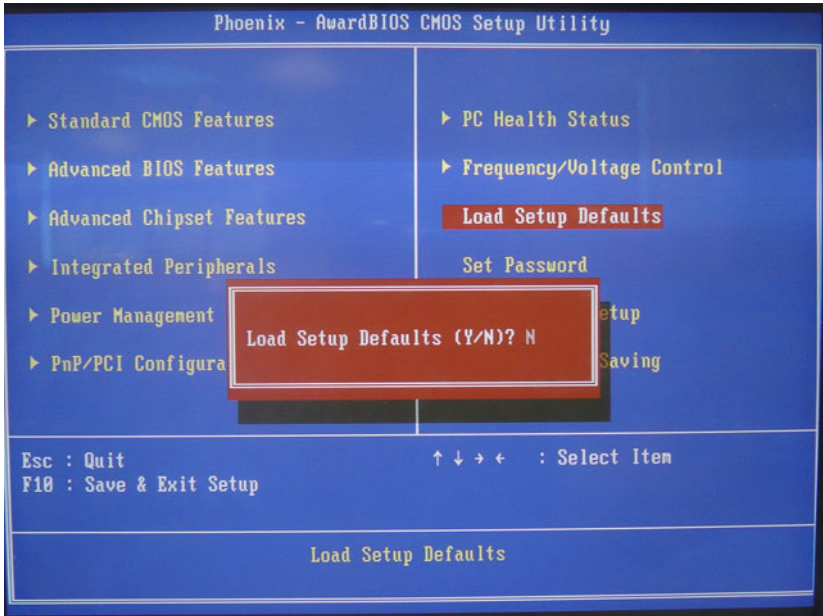 Phoenix - AwardBIOS CMOS Setup Utility
▶ Standard CMOS Features
▶ Advanced BIOS Features
▶ Advanced Chipset Features
▶ Integrated Peripherals
▶ Power Management
▶ PnP/PCI Configura
▶ PC Health Status
▶ Frequency/Voltage Control
Load Setup Defaults
Set Password
etup
Saving
Load Setup Defaults (Y/N)? N
Esc : Quit
F10 : Save & Exit Setup
↑ ↓ → ← : Select Item
Load Setup Defaults